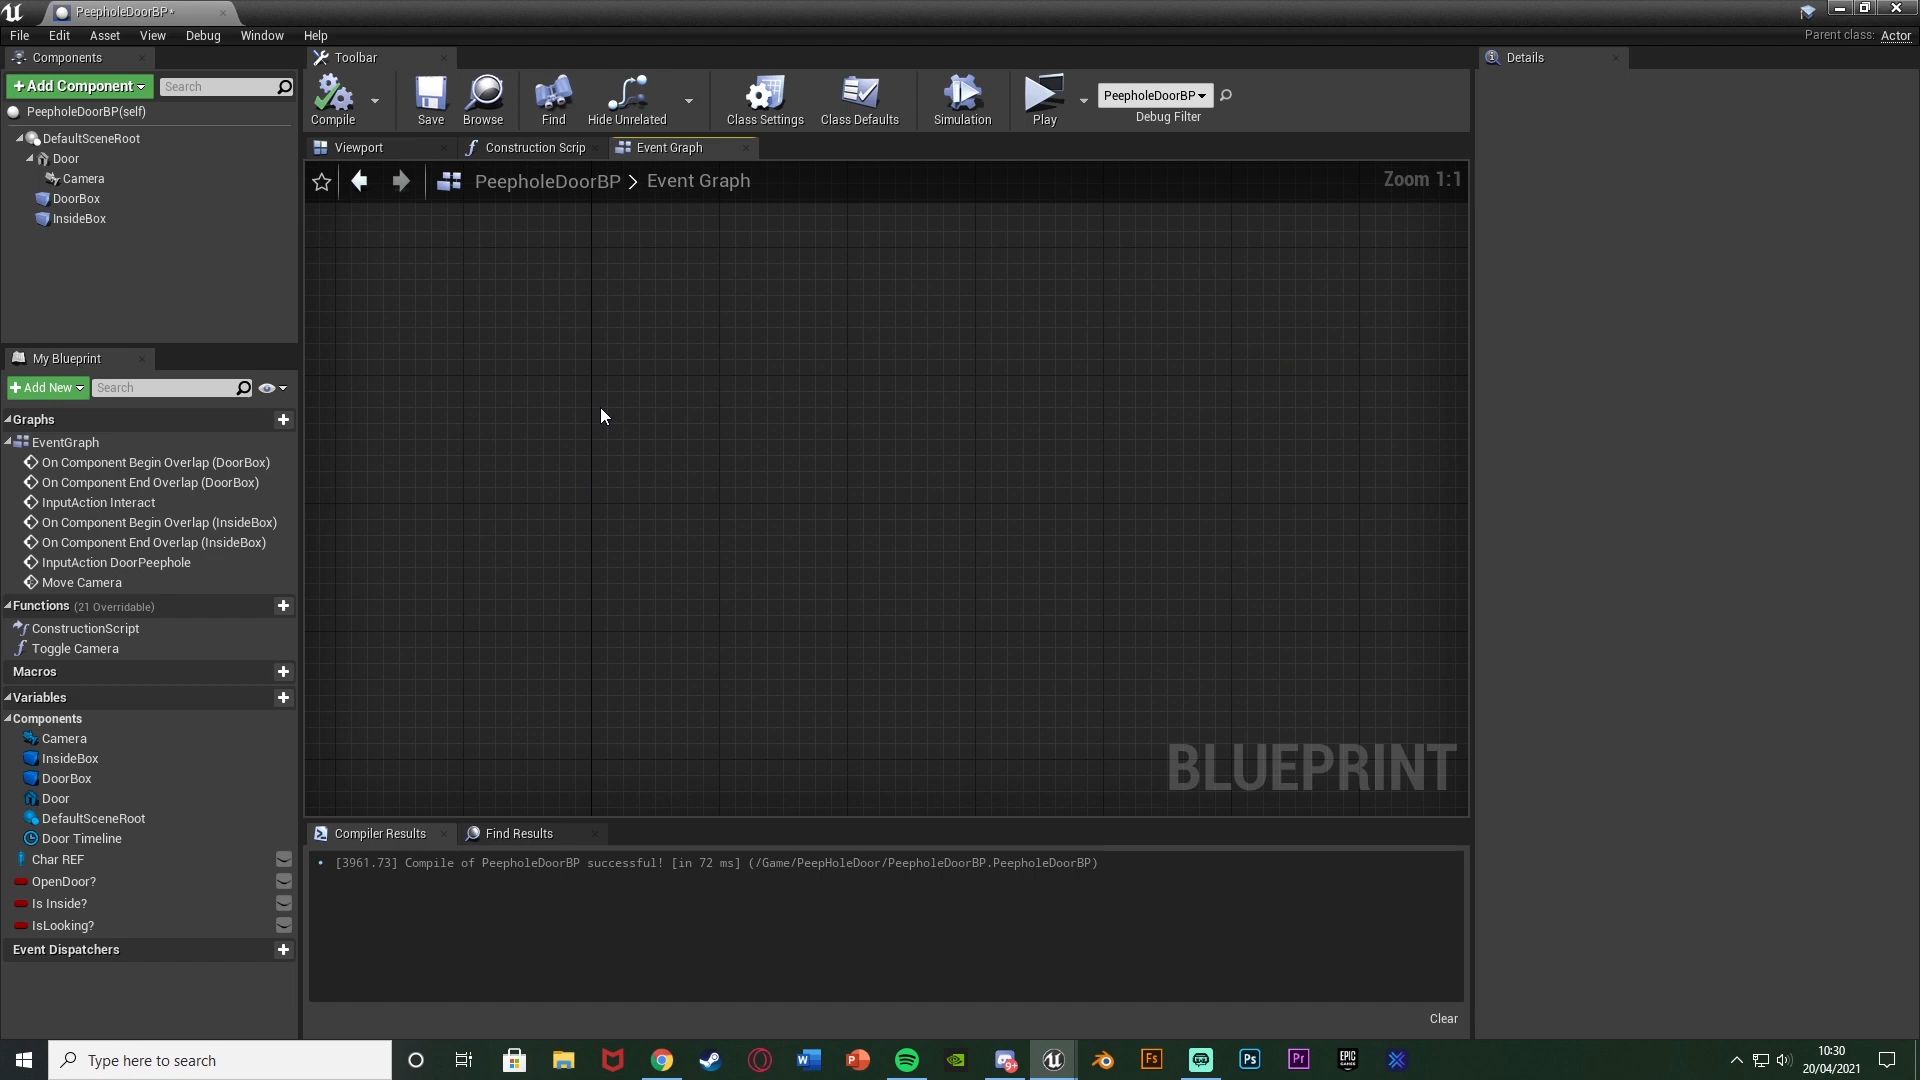 PeepholeDoorBP*
File Edit Asset View Debug Window Help
Parent class: Actor
Components
+Add Component
Search
PeepholeDoorBP(self)
DefaultSceneRoot
Door
Camera
DoorBox
InsideBox
My Blueprint
+Add New
Search
Graphs
EventGraph
On Component Begin Overlap (DoorBox)
On Component End Overlap (DoorBox)
InputAction Interact
On Component Begin Overlap (InsideBox)
On Component End Overlap (InsideBox)
InputAction DoorPeephole
Move Camera
Functions (21 Overridable)
ConstructionScript
Toggle Camera
Macros
Variables
Components
Camera
InsideBox
DoorBox
Door
DefaultSceneRoot
Door Timeline
Char REF
OpenDoor?
Is Inside?
IsLooking?
Event Dispatchers
Toolbar
Compile
Save
Browse
Find
Hide Unrelated
Class Settings
Class Defaults
Simulation
Play
PeepholeDoorBP
Debug Filter
Viewport
Construction Scrip
Event Graph
PeepholeDoorBP > Event Graph
Zoom 1:1
BLUEPRINT
Compiler Results
Find Results
[3961.73] Compile of PeepholeDoorBP successful! [in 72 ms] (/Game/PeepHoleDoor/PeepholeDoorBP.PeepholeDoorBP)
Clear
Details
Type here to search
W
P
9+
Fs
Ps
Pr
EPIC GAMES
10:30
20/04/2021